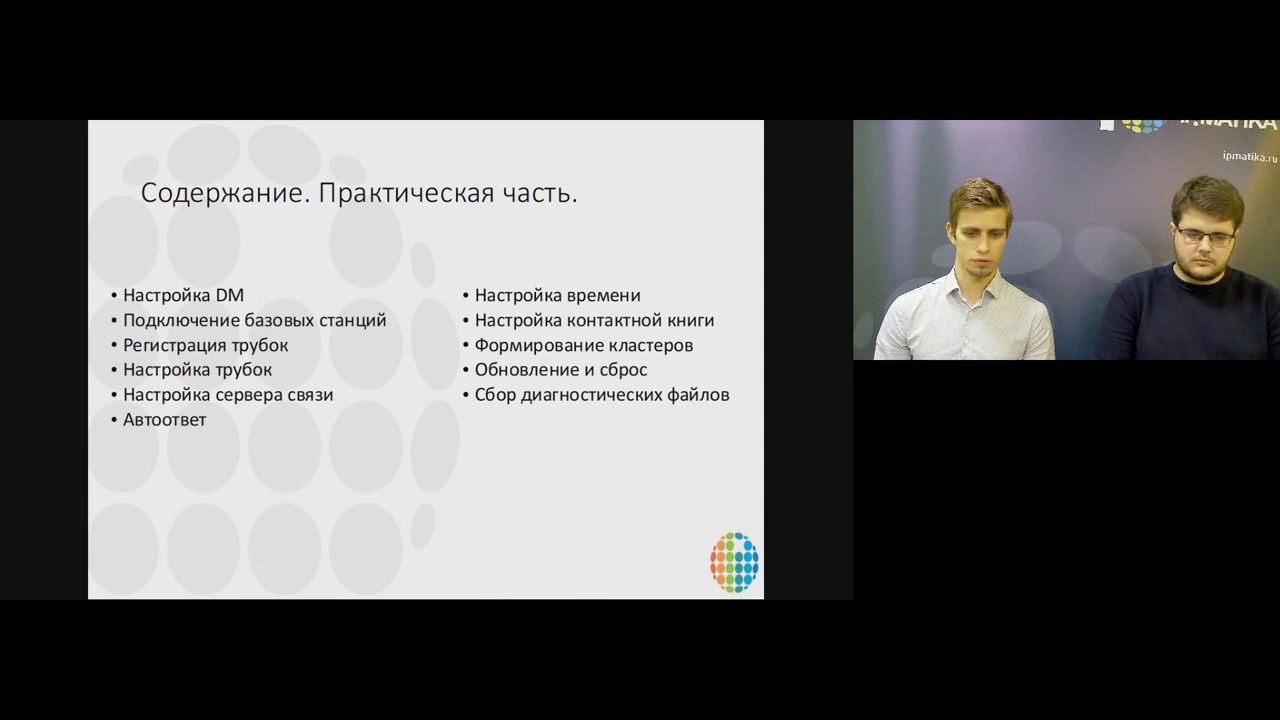 Содержание. Практическая часть.
• Настройка DM
• Подключение базовых станций
• Регистрация трубок
• Настройка трубок
• Настройка сервера связи
• Автоответ
• Настройка времени
• Настройка контактной книги
• Формирование кластеров
• Обновление и сброс
• Сбор диагностических файлов
ipmatika.ru